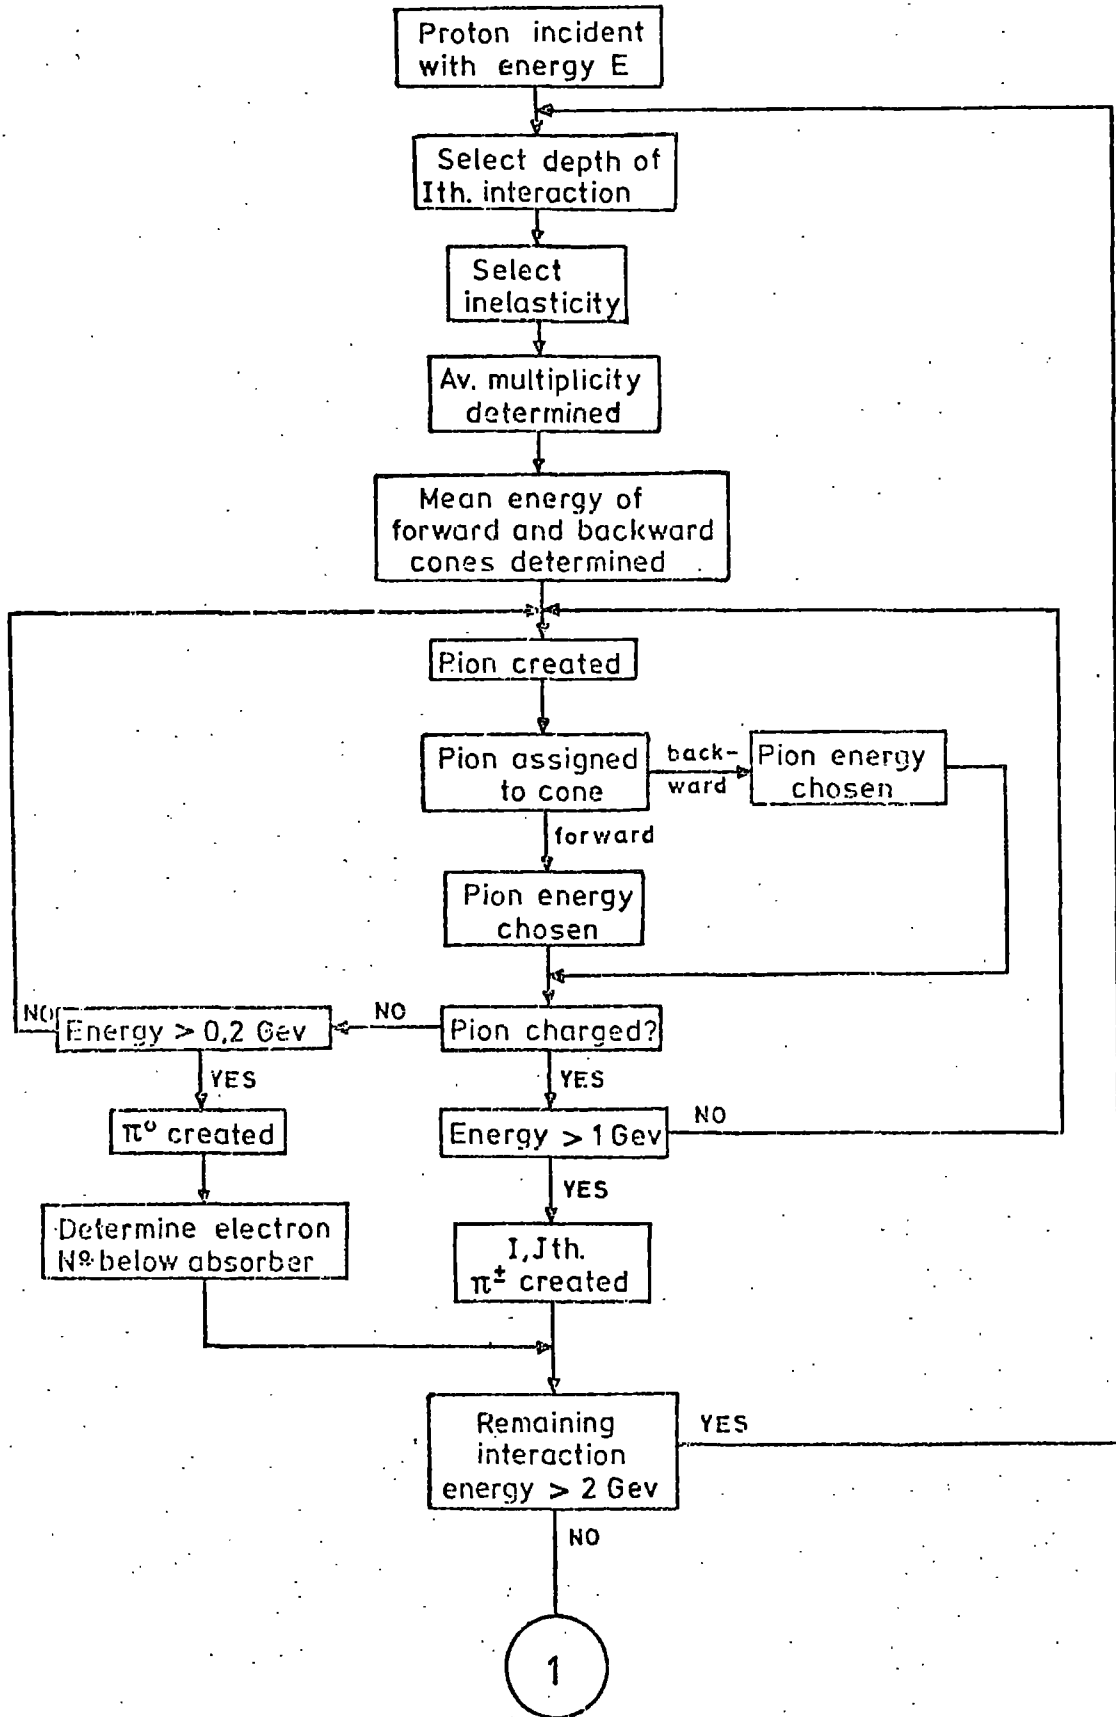 Proton incident
with energy E
Select depth of
Ith. interaction
Select
inelasticity
Av. multiplicity
determined
Mean energy of
forward and backward
cones determined
Pion created
Pion assigned
to cone
back-
ward
Pion energy
chosen
forward
Pion energy
chosen
NO
Energy > 0,2 Gev
NO
Pion charged?
YES
YES
π° created
Energy > 1 Gev
NO
YES
Determine electron
Nº below absorber
I,Jth.
π± created
Remaining
interaction
energy > 2 Gev
YES
NO
1